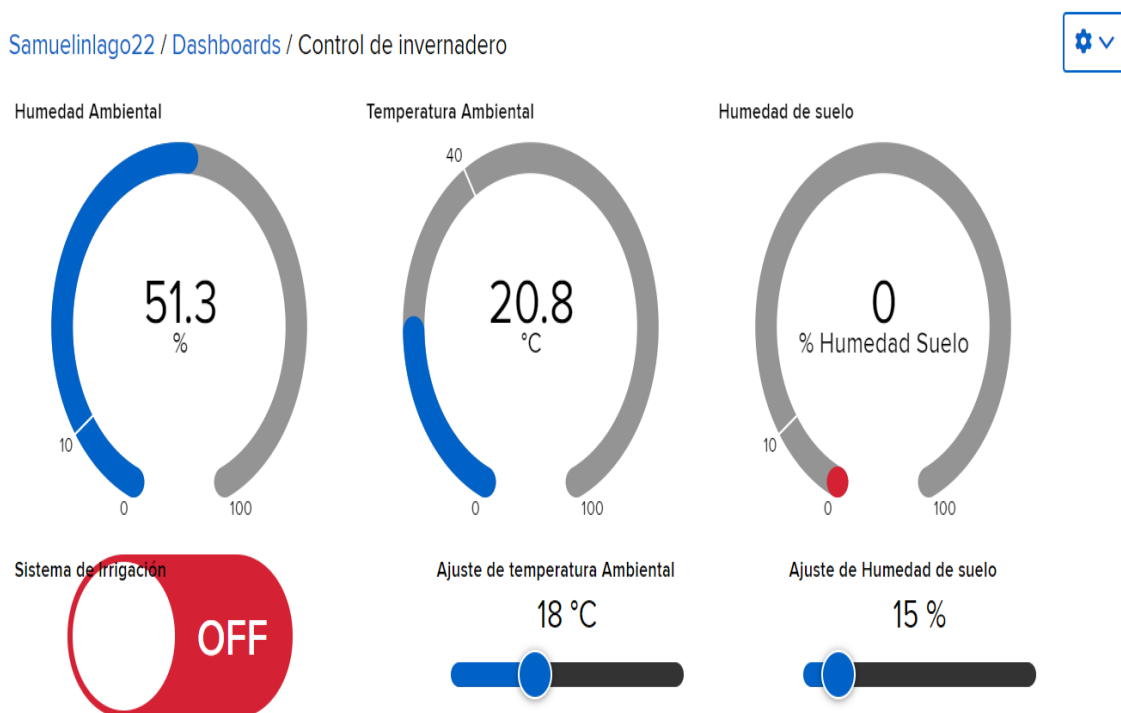 Samuelinlago22 / Dashboards / Control de invernadero
Humedad Ambiental
Temperatura Ambiental
Humedad de suelo
51.3
%
10
0
100
40
20.8
°C
0
100
0
% Humedad Suelo
10
0
100
Sistema de Irrigación
OFF
Ajuste de temperatura Ambiental
18 °C
Ajuste de Humedad de suelo
15 %